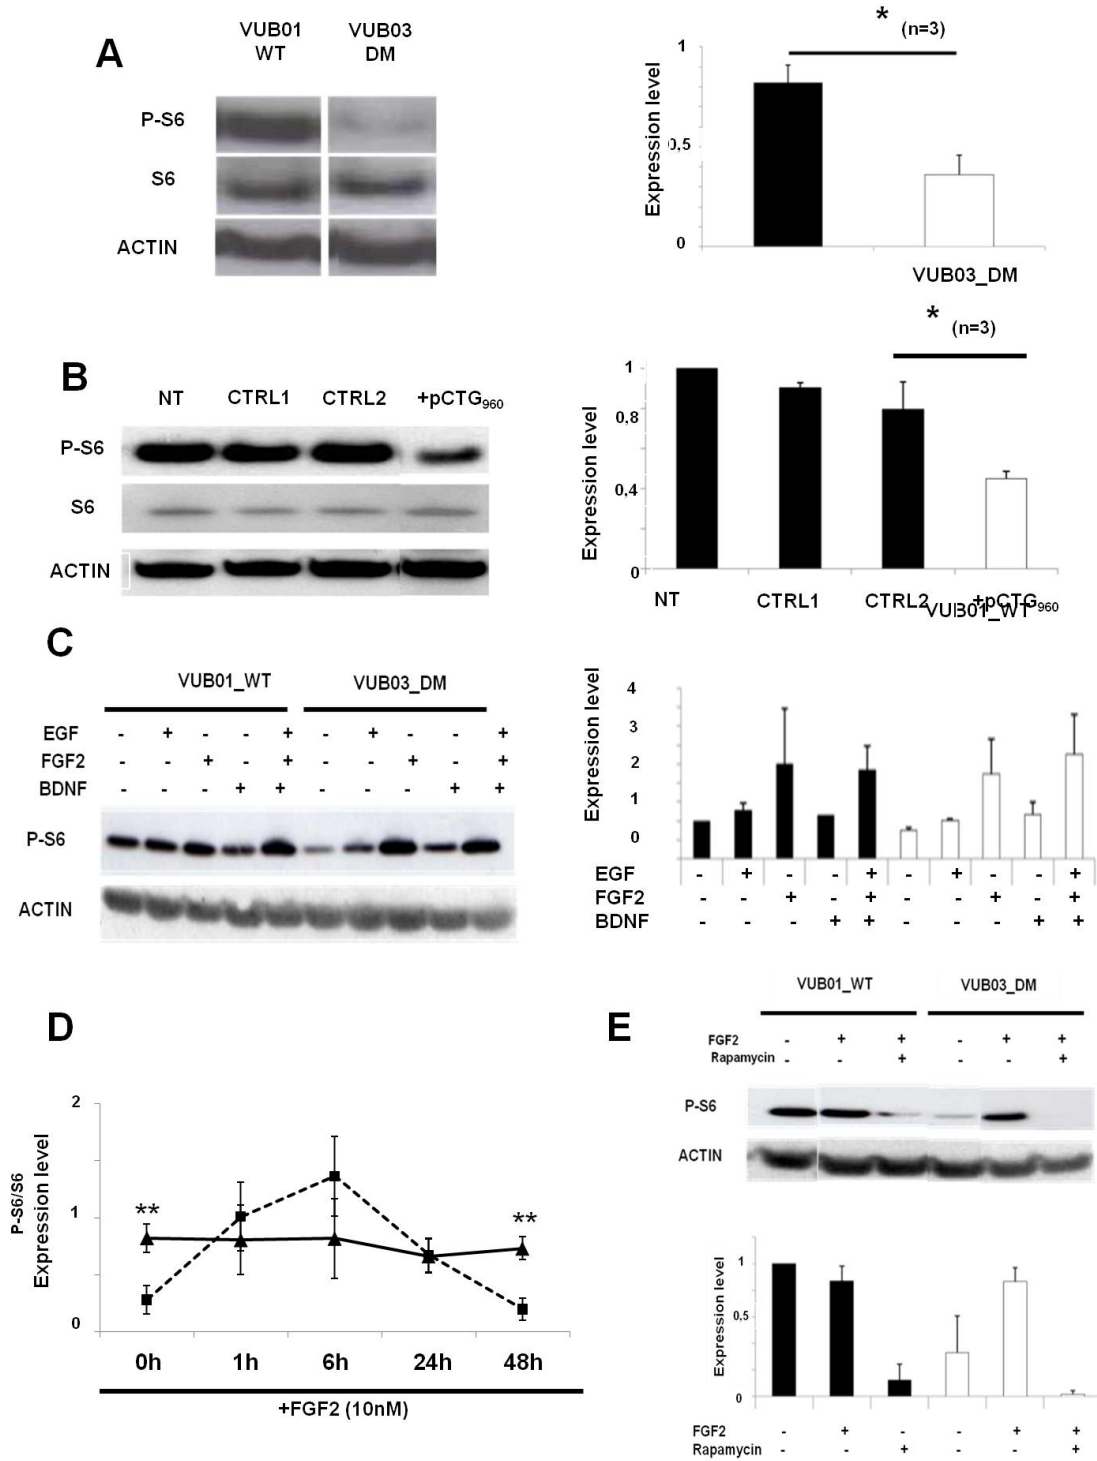 A
VUB01 VUB03
WT DM
P-S6
S6
ACTIN
* (n=3)
Expression level
1
0,5
0
VUB03_DM
B
NT CTRL1 CTRL2 +pCTG960
P-S6
S6
ACTIN
* (n=3)
Expression level
1
0.8
0.4
0
NT CTRL1 CTRL2 +pCTG960
VUB01_WT
C
VUB01_WT VUB03_DM
EGF - + - - + - + - - +
FGF2 - - + - + - - + - +
BDNF - - - + + - - - + +
P-S6
ACTIN
Expression level
4
3
2
1
0
EGF - + - - + - + - - +
FGF2 - - + - + - - + - +
BDNF - - - + + - - - + +
D
P-S6/S6
Expression level
2
1
0
** **
0h 1h 6h 24h 48h
+FGF2 (10nM)
E
VUB01_WT VUB03_DM
FGF2 - + + - + +
Rapamycin - - + - - +
P-S6
ACTIN
Expression level
1
0,5
0
FGF2 - + - - + +
Rapamycin - - + - - +